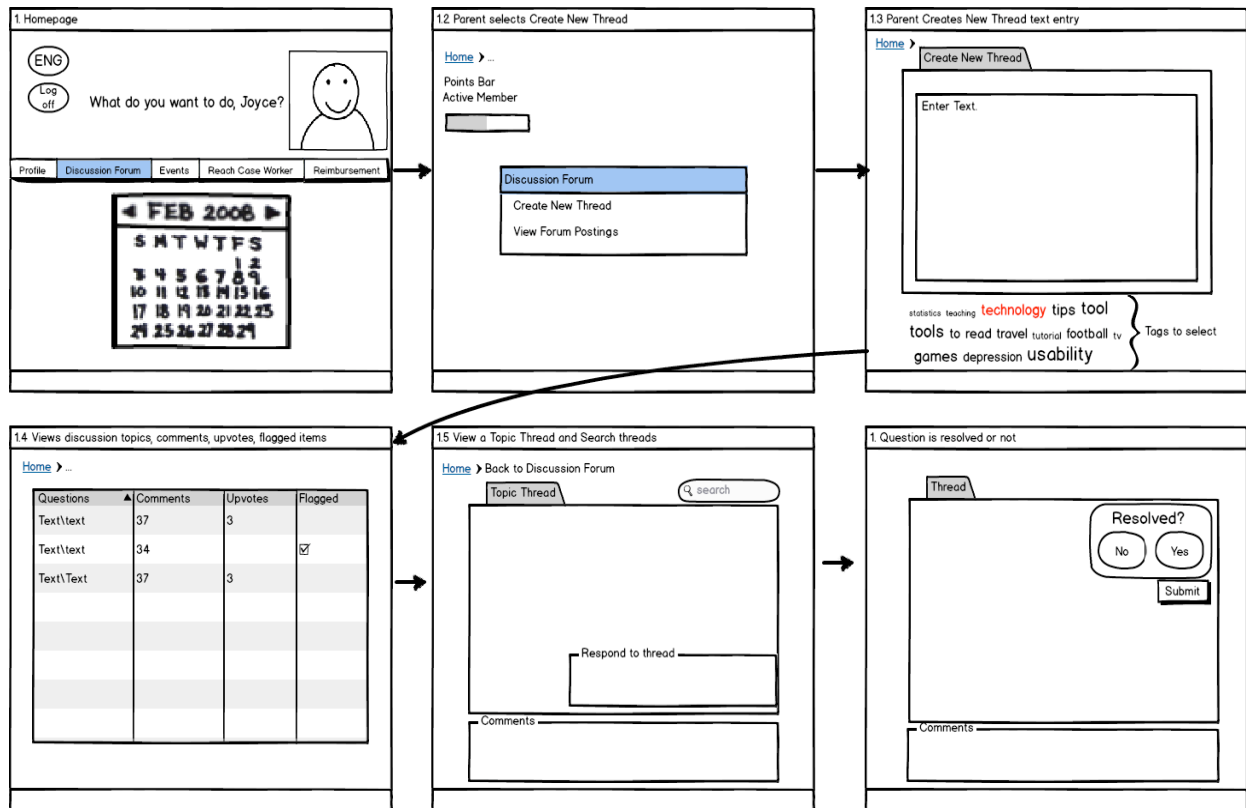 1. Homepage
ENG
Log
off
What do you want to do, Joyce?
Profile
Discussion Forum
Events
Reach Case Worker
Reimbursement
FEB 2008
S M T W T F S
1 2
3 4 5 6 7 8 9
10 11 12 13 14 15 16
17 18 19 20 21 22 23
24 25 26 27 28 29
1.2 Parent selects Create New Thread
Home ...
Points Bar
Active Member
Discussion Forum
Create New Thread
View Forum Postings
1.3 Parent Creates New Thread text entry
Home
Create New Thread
Enter Text.
statistics teaching technology tips tool
tools to read travel tutorial football tv
games depression usability
Tags to select
1.4 Views discussion topics, comments, upvotes, flagged items
Home ...
Questions Comments Upvotes Flagged
Text\text 37 3
Text\text 34
Text\Text 37 3
1.5 View a Topic Thread and Search threads
Home Back to Discussion Forum
Topic Thread
search
Respond to thread
Comments
1. Question is resolved or not
Thread
Resolved?
No
Yes
Submit
Comments